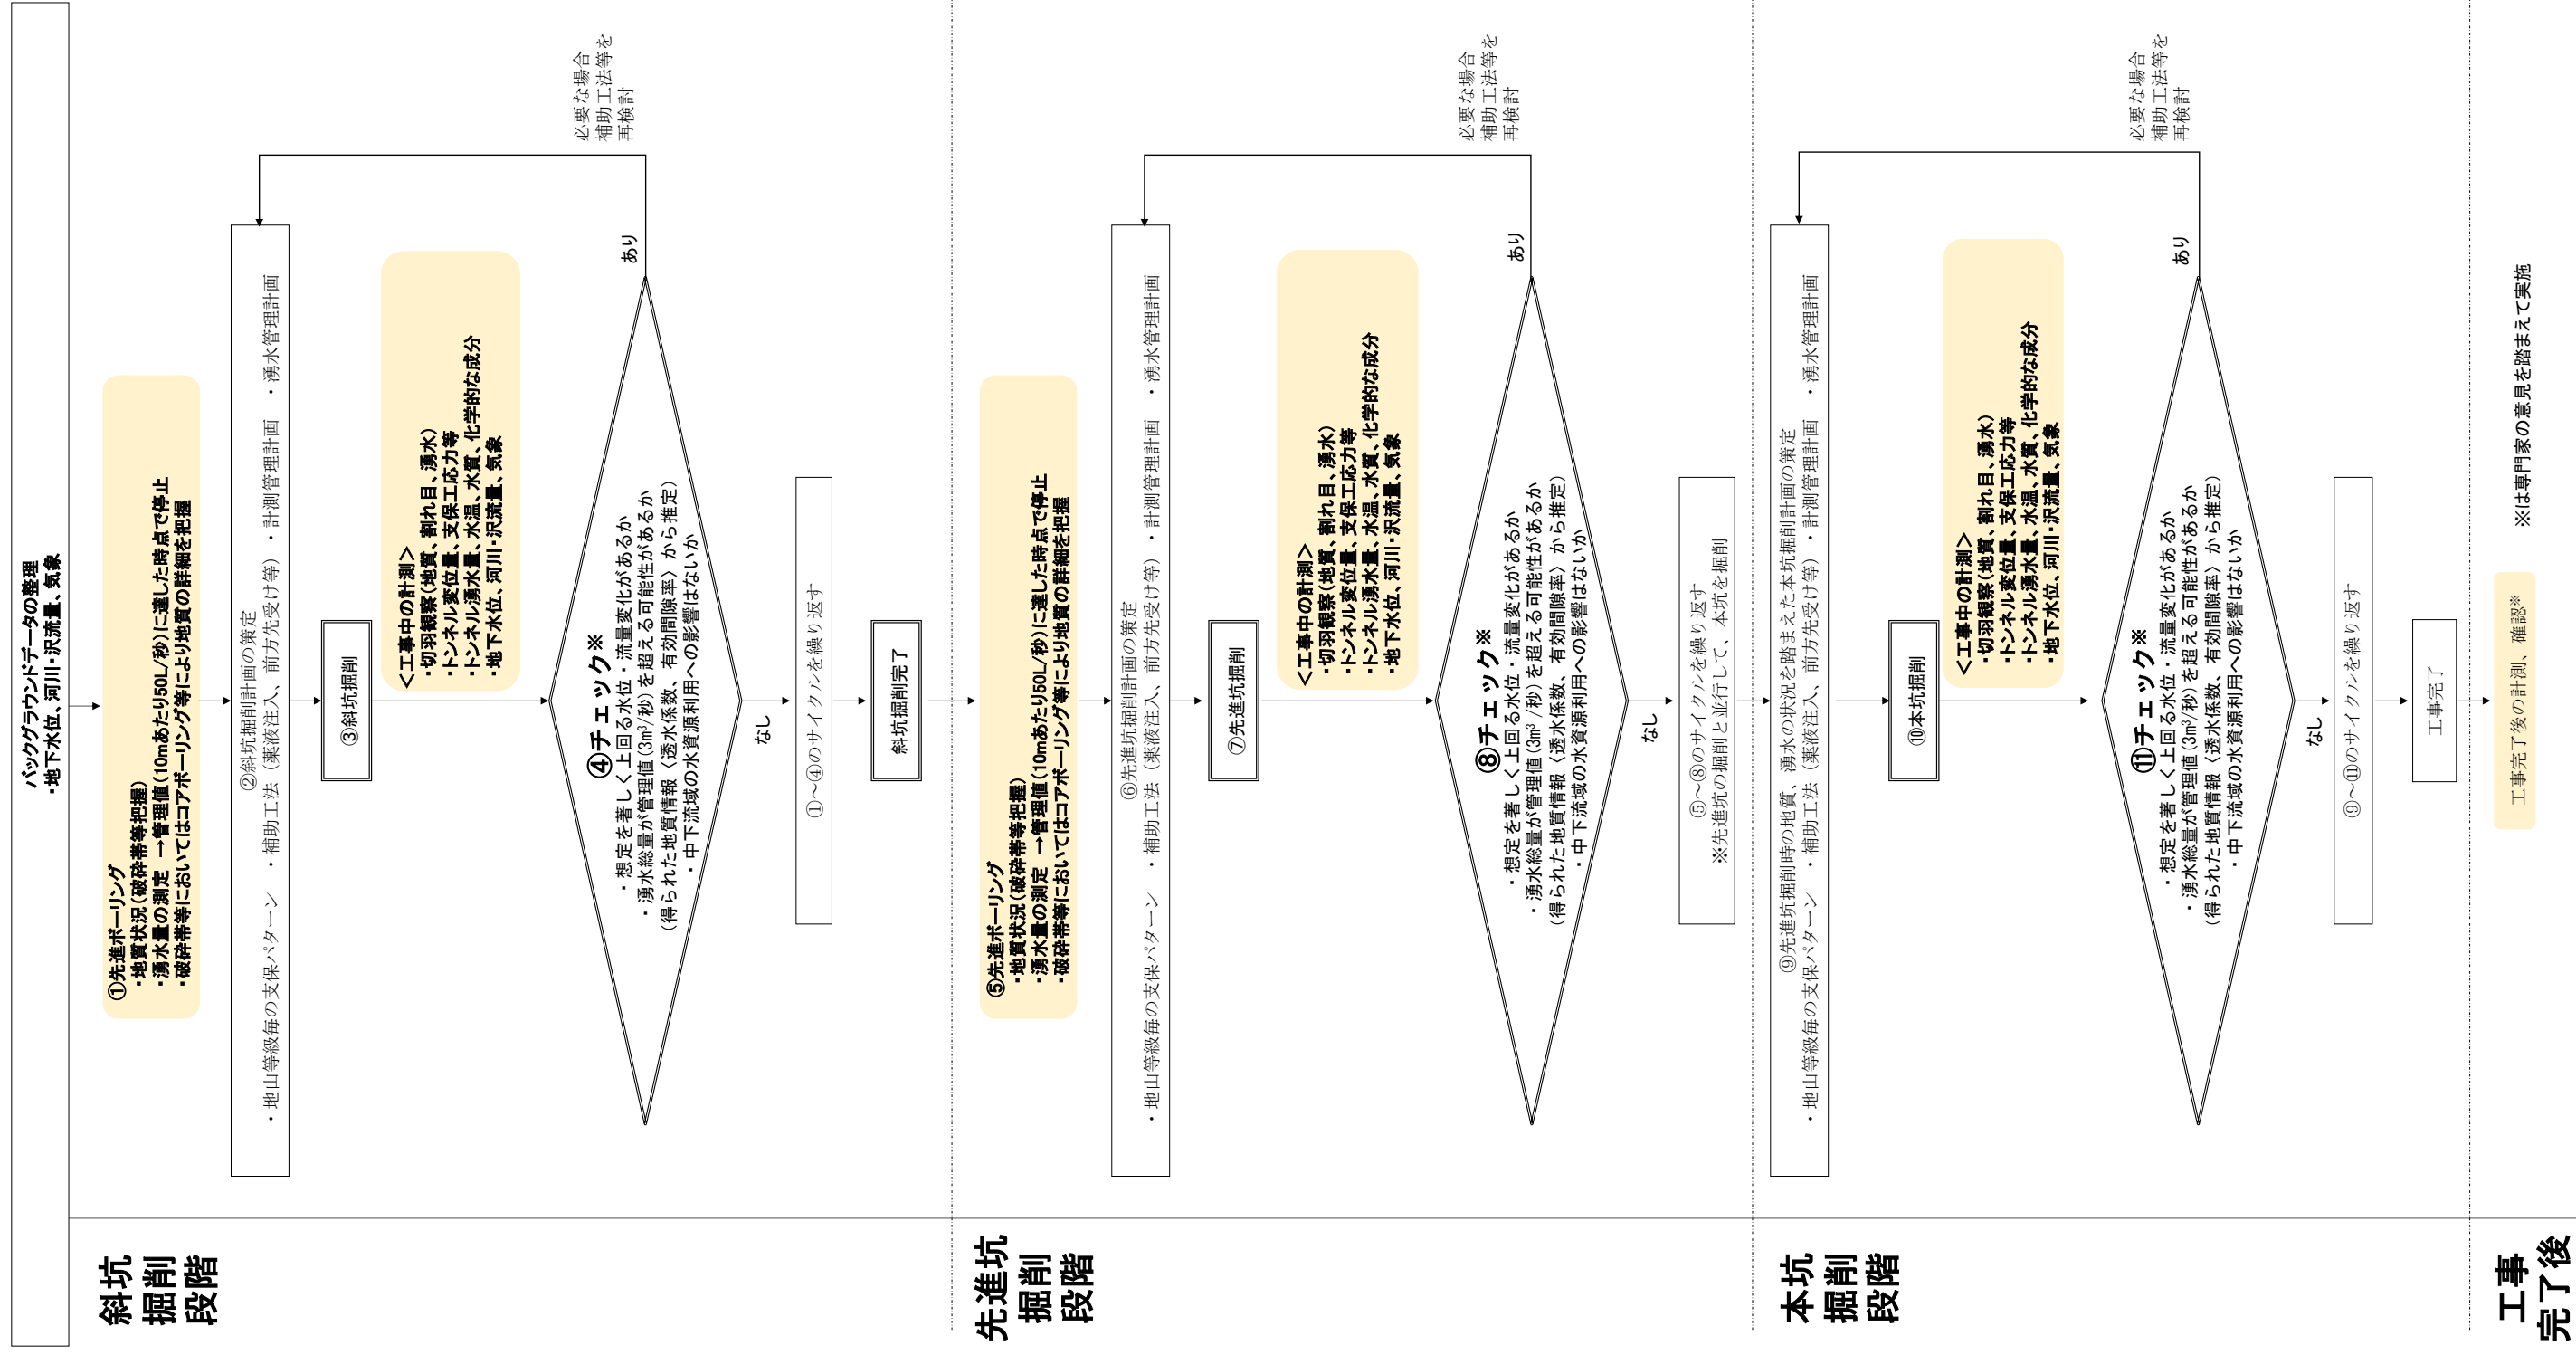 バックグラウンドデータの整理
・地下水位、河川・沢流量、気象
斜坑
掘削
段階
①先進ボーリング
・地質状況(破砕帯等把握)
・湧水量の測定　→管理値(10mあたり50L/秒)に達した時点で停止
・破砕帯等においてはコアボーリング等により地質の詳細を把握
②斜坑掘削計画の策定
・地山等級毎の支保パターン　・補助工法（薬液注入、前方先受け等）・計測管理計画　・湧水管理計画
③斜坑掘削
＜工事中の計測＞
・切羽観察(地質、割れ目、湧水)
・トンネル変位量、支保工応力等
・トンネル湧水量、水温、水質、化学的な成分
・地下水位、河川・沢流量、気象
④チェック※
・想定を著しく上回る水位・流量変化があるか
・湧水総量が管理値(3m³/秒)を超える可能性があるか
(得られた地質情報〈透水係数、有効間隙率〉から推定)
・中下流域の水資源利用への影響はないか
あり
必要な場合
補助工法等を
再検討
なし
①～④のサイクルを繰り返す
斜坑掘削完了
先進坑
掘削
段階
⑤先進ボーリング
・地質状況(破砕帯等把握)
・湧水量の測定　→管理値(10mあたり50L/秒)に達した時点で停止
・破砕帯等においてはコアボーリング等により地質の詳細を把握
⑥先進坑掘削計画の策定
・地山等級毎の支保パターン　・補助工法（薬液注入、前方先受け等）・計測管理計画　・湧水管理計画
⑦先進坑掘削
＜工事中の計測＞
・切羽観察(地質、割れ目、湧水)
・トンネル変位量、支保工応力等
・トンネル湧水量、水温、水質、化学的な成分
・地下水位、河川・沢流量、気象
⑧チェック※
・想定を著しく上回る水位・流量変化があるか
・湧水総量が管理値(3m³/秒)を超える可能性があるか
(得られた地質情報〈透水係数、有効間隙率〉から推定)
・中下流域の水資源利用への影響はないか
あり
必要な場合
補助工法等を
再検討
なし
⑤～⑧のサイクルを繰り返す
※先進坑の掘削と並行して、本坑を掘削
本坑
掘削
段階
⑨先進坑掘削時の地質、湧水の状況を踏まえた本坑掘削計画の策定
・地山等級毎の支保パターン　・補助工法（薬液注入、前方先受け等）・計測管理計画　・湧水管理計画
⑩本坑掘削
＜工事中の計測＞
・切羽観察(地質、割れ目、湧水)
・トンネル変位量、支保工応力等
・トンネル湧水量、水温、水質、化学的な成分
・地下水位、河川・沢流量、気象
⑪チェック※
・想定を著しく上回る水位・流量変化があるか
・湧水総量が管理値(3m³/秒)を超える可能性があるか
(得られた地質情報〈透水係数、有効間隙率〉から推定)
・中下流域の水資源利用への影響はないか
あり
必要な場合
補助工法等を
再検討
なし
⑨～⑪のサイクルを繰り返す
工事完了
工事
完了後
工事完了後の計測、確認※
※は専門家の意見を踏まえて実施